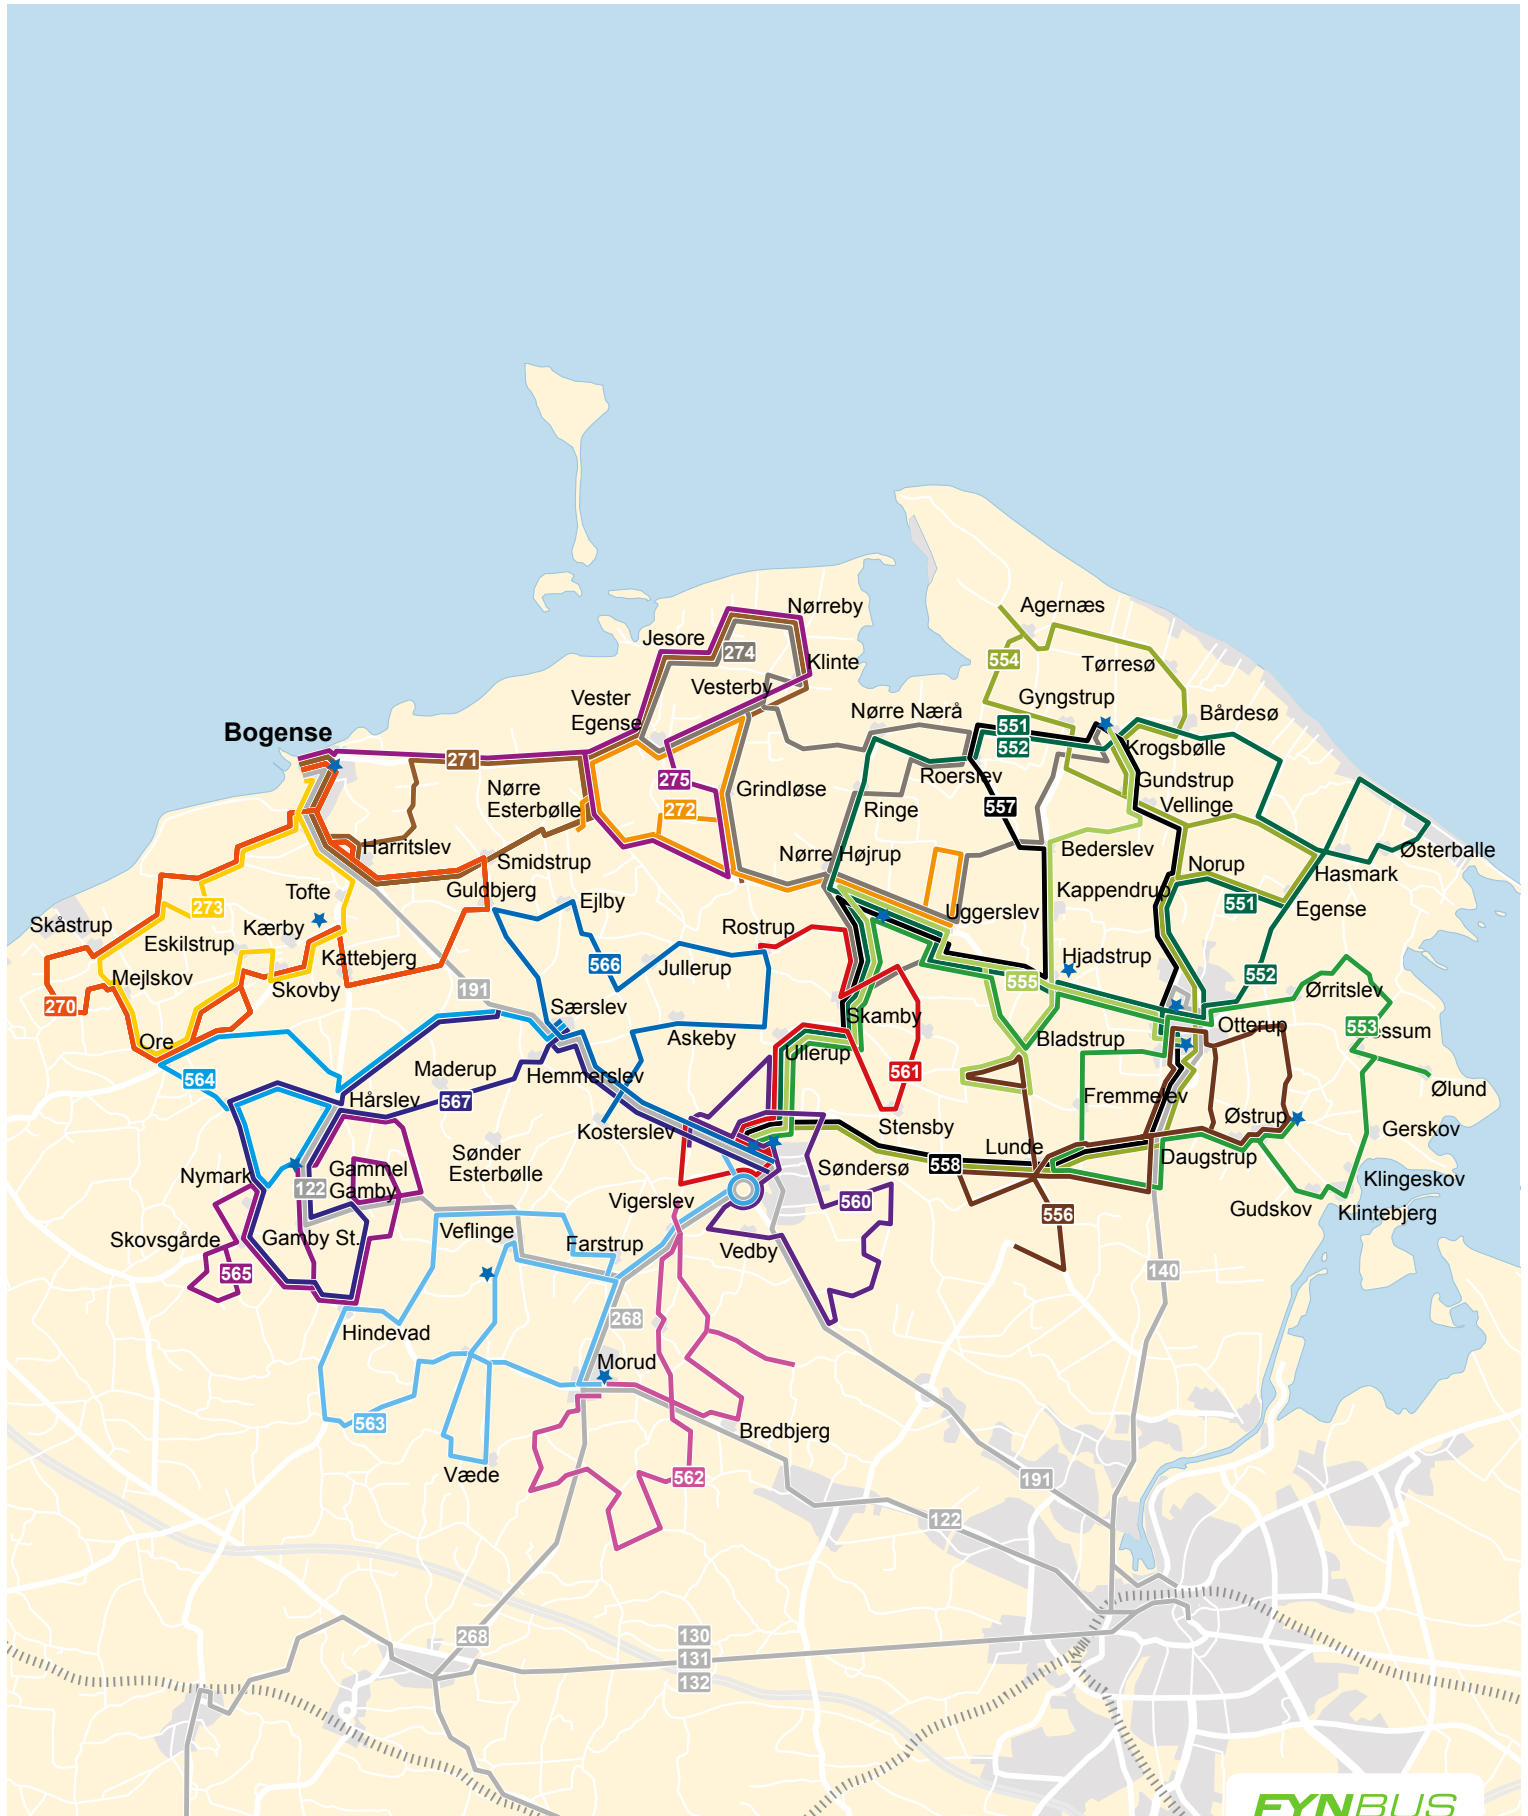 Agernæs
Nørreby
Jesore
274
554
Tørresø
Klinte
Vesterby
Vester
Egense
Gyngstrup
Nørre Nærå
Bårdesø
551
552
Bogense
Krogsbølle
271
Roerslev
Gundstrup
275
Nørre
Esterbølle
Grindløse
Vellinge
557
272
Ringe
Harritslev
Smidstrup
Nørre Højrup
Bederslev
Østerballe
Norup
Hasmark
Tofte
Guldbjerg
Kappendrup
Ejlby
273
551
Egense
Uggerslev
Skåstrup
Kærby
Rostrup
Eskilstrup
Kattebjerg
Hjadstrup
566
Jullerup
552
Mejlskov
Skovby
191
555
Ørritslev
270
Særslev
Skamby
Otterup
553
essum
Ore
Askeby
Bladstrup
Ullerup
564
Maderup
Hemmerslev
561
Ølund
Hårslev
567
Fremmelev
Østrup
Kosterslev
Stensby
Gerskov
Sønder
Esterbølle
Lunde
Daugstrup
Nymark
Gammel
Gamby
558
Søndersø
Klingeskov
122
Vigerslev
560
Gudskov
Klintebjerg
556
Skovsgårde
Gamby St.
Veflinge
Farstrup
Vedby
565
140
268
Hindevad
Morud
563
Bredbjerg
Væde
562
191
122
268
130
131
132
FYNBUS